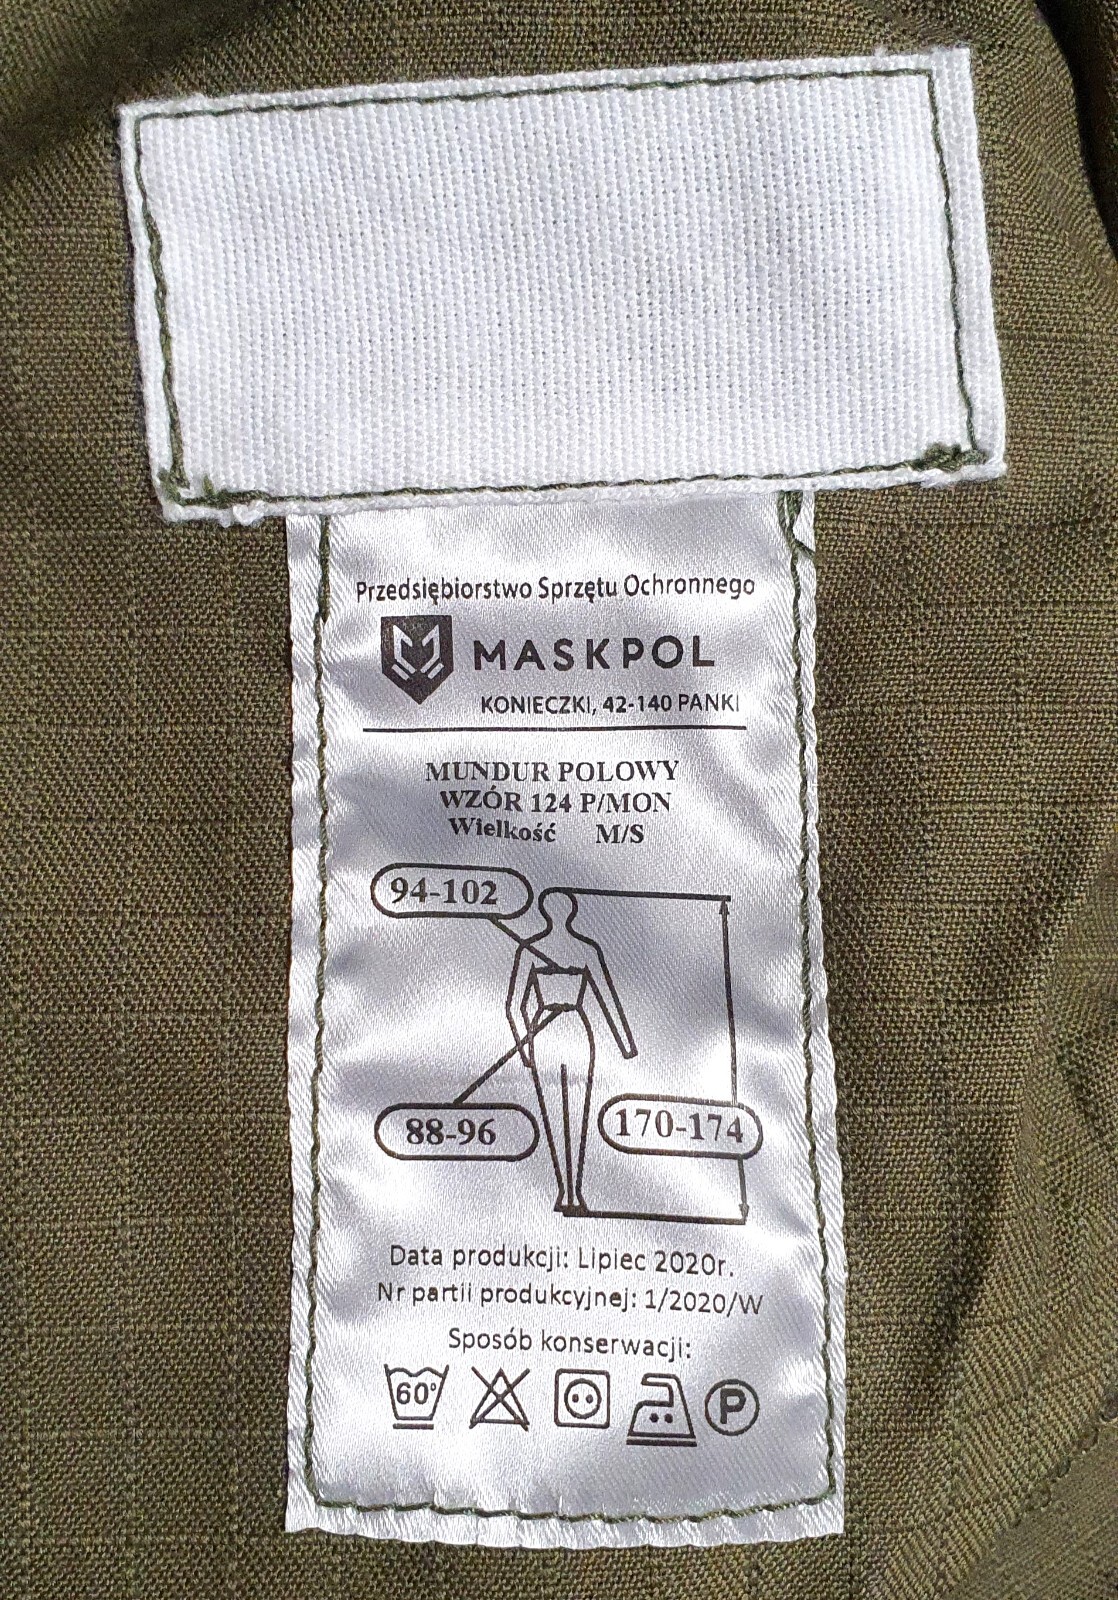 Przedsiębiorstwo Sprzętu Ochronnego
MASKPOL
KONIECZKI, 42-140 PANKI
MUNDUR POLOWY
WZÓR 124 P/MON
Wielkość M/S
94-102
88-96
170-174
Data produkcji: Lipiec 2020r.
Nr partii produkcyjnej: 1/2020/W
Sposób konserwacji:
60° P